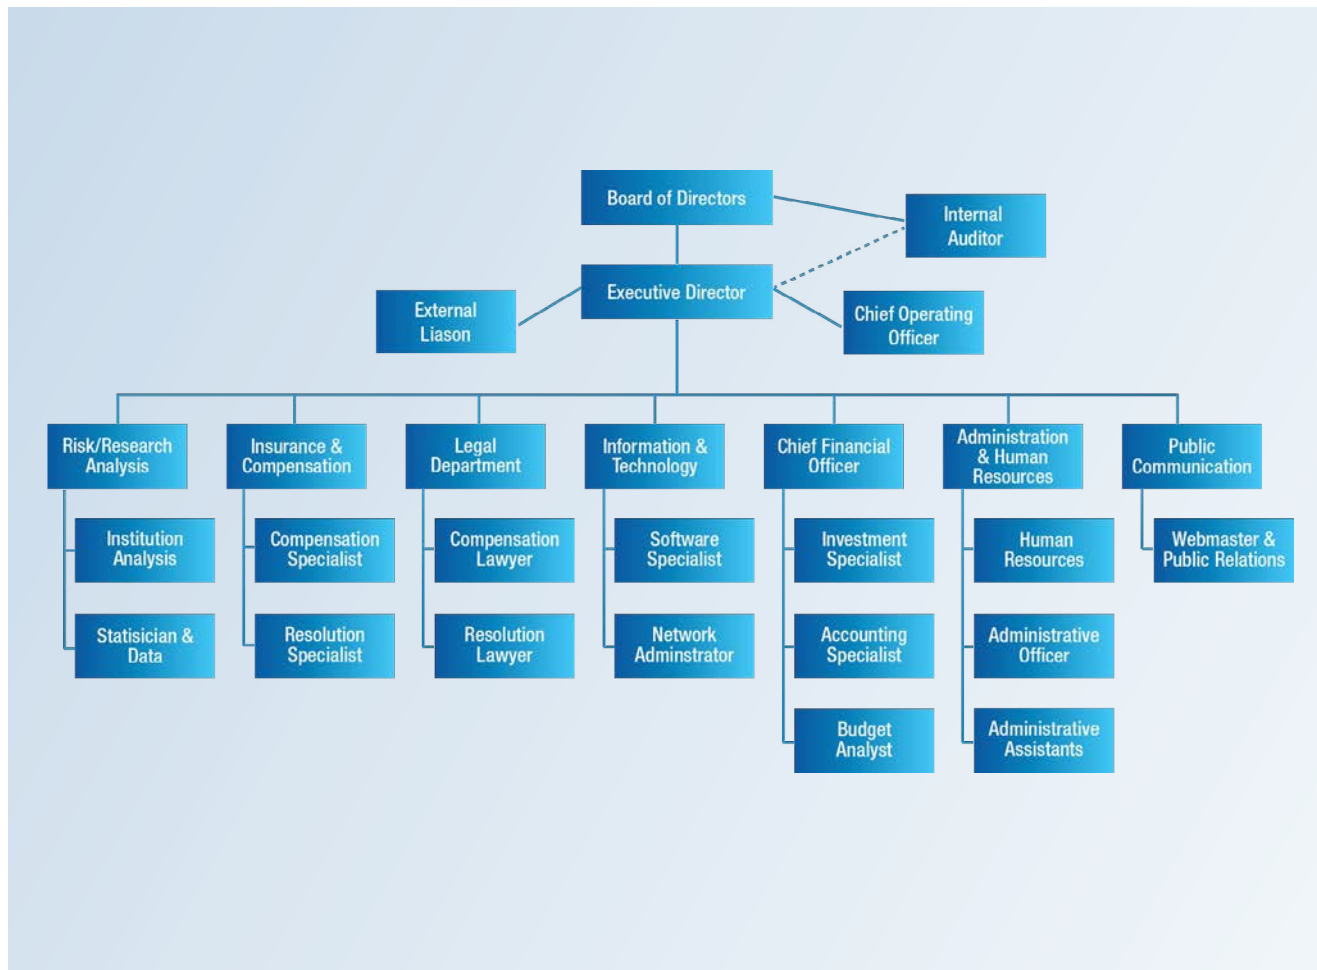 Board of Directors
Internal
Auditor
Executive Director
External
Liason
Chief Operating
Officer
Risk/Research
Analysis
Insurance &
Compensation
Legal
Department
Information &
Technology
Chief Financial
Officer
Administration
& Human
Resources
Public
Communication
Institution
Analysis
Compensation
Specialist
Compensation
Lawyer
Software
Specialist
Investment
Specialist
Human
Resources
Webmaster &
Public Relations
Statisician &
Data
Resolution
Specialist
Resolution
Lawyer
Network
Adminstrator
Accounting
Specialist
Administrative
Officer
Budget
Analyst
Administrative
Assistants